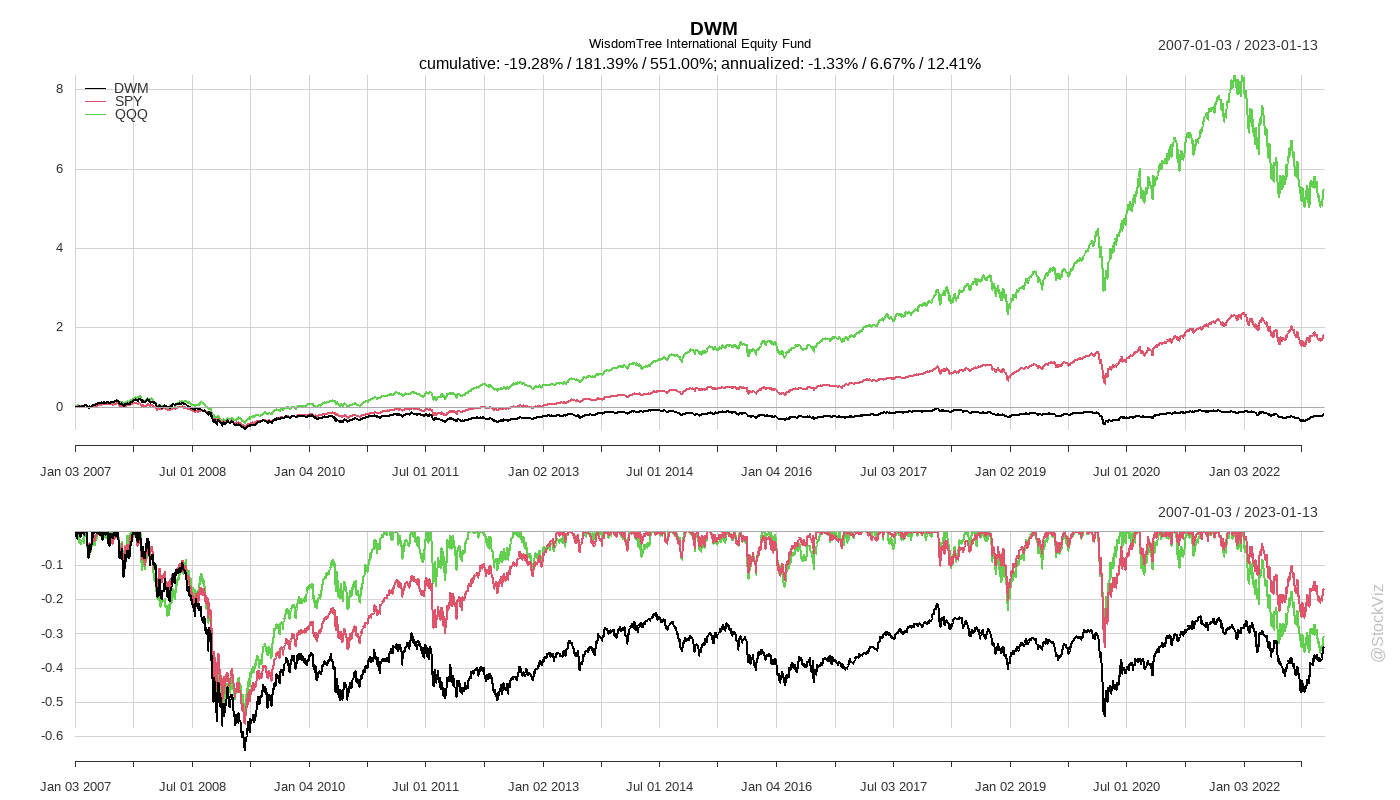 DWM
WisdomTree International Equity Fund
2007-01-03 / 2023-01-13
cumulative: -19.28% / 181.39% / 551.00%; annualized: -1.33% / 6.67% / 12.41%
DWM
SPY
QQQ
8
6
4
2
0
Jan 03 2007 Jul 01 2008 Jan 04 2010 Jul 01 2011 Jan 02 2013 Jul 01 2014 Jan 04 2016 Jul 03 2017 Jan 02 2019 Jul 01 2020 Jan 03 2022
2007-01-03 / 2023-01-13
-0.1
-0.2
-0.3
-0.4
-0.5
-0.6
Jan 03 2007 Jul 01 2008 Jan 04 2010 Jul 01 2011 Jan 02 2013 Jul 01 2014 Jan 04 2016 Jul 03 2017 Jan 02 2019 Jul 01 2020 Jan 03 2022
@StockViz